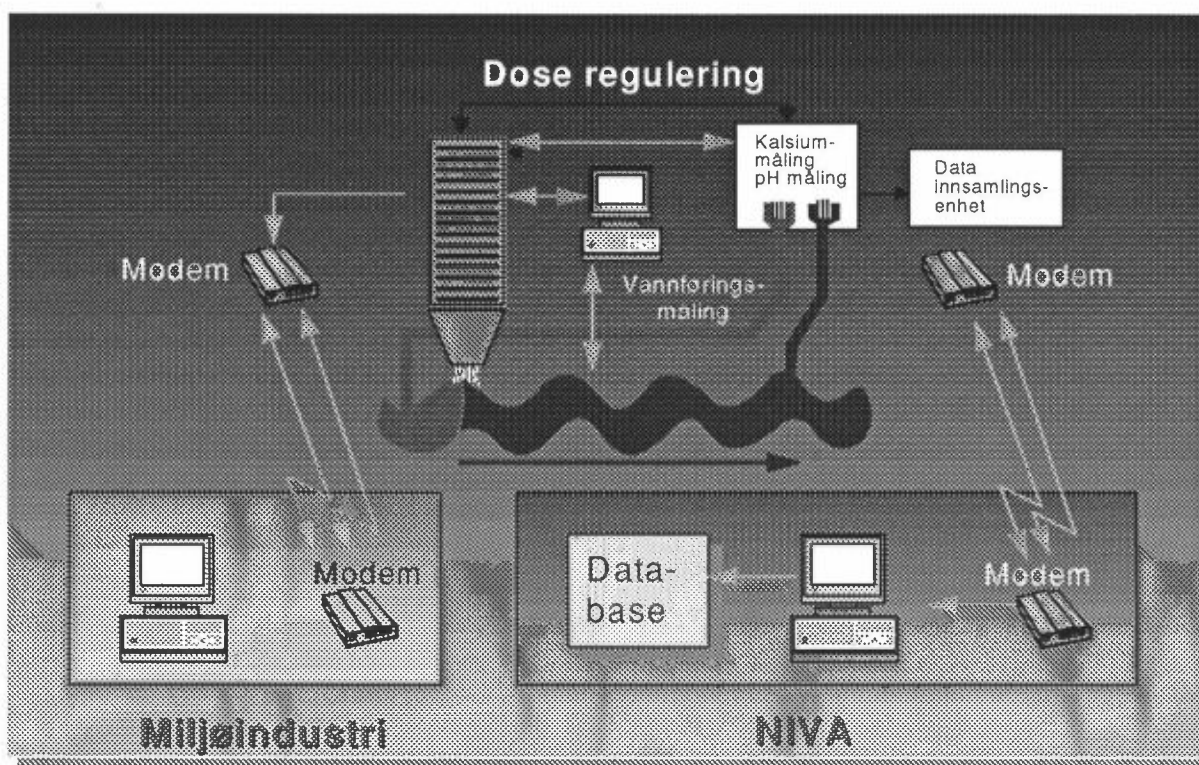 Dose regulering
Kalsium-
måling
pH måling
Data
innsamlings-
enhet
Modem
Vannførings-
måling
Modem
Modem
Data-
base
Modem
Miljøindustri
NIVA